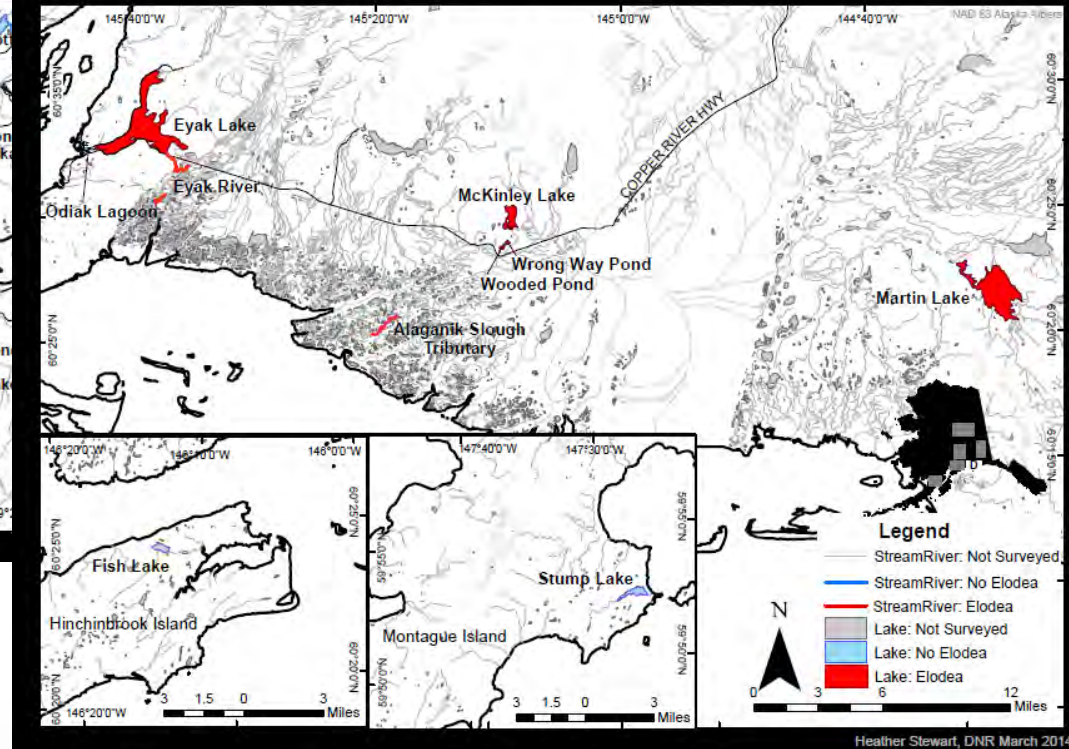 145°40'0"W
145°20'0"W
145°0'0"W
144°40'0"W
NAD 83 Alaska Albers
60°35'0"N
60°30'0"N
Eyak Lake
COPPER RIVER HWY
Eyak River
McKinley Lake
60°25'0"N
Odiak Lagoon
Wrong Way Pond
Wooded Pond
Martin Lake
60°25'0"N
Alaganik Slough
Tributary
60°20'0"N
60°15'0"N
146°20'0"W
146°10'0"W
146°0'0"W
60°25'0"N
60°25'0"N
Fish Lake
Hinchinbrook Island
60°20'0"N
60°20'0"N
146°20'0"W
3 1.5 0 3
Miles
147°40'0"W
147°30'0"W
59°55'0"N
59°55'0"N
Stump Lake
Montague Island
59°50'0"N
59°50'0"N
3 1.5 0 3
Miles
Legend
StreamRiver: Not Surveyed
StreamRiver: No Elodea
StreamRiver: Elodea
Lake: Not Surveyed
Lake: No Elodea
Lake: Elodea
N
0 3 6 12
Miles
Heather Stewart, DNR March 2014